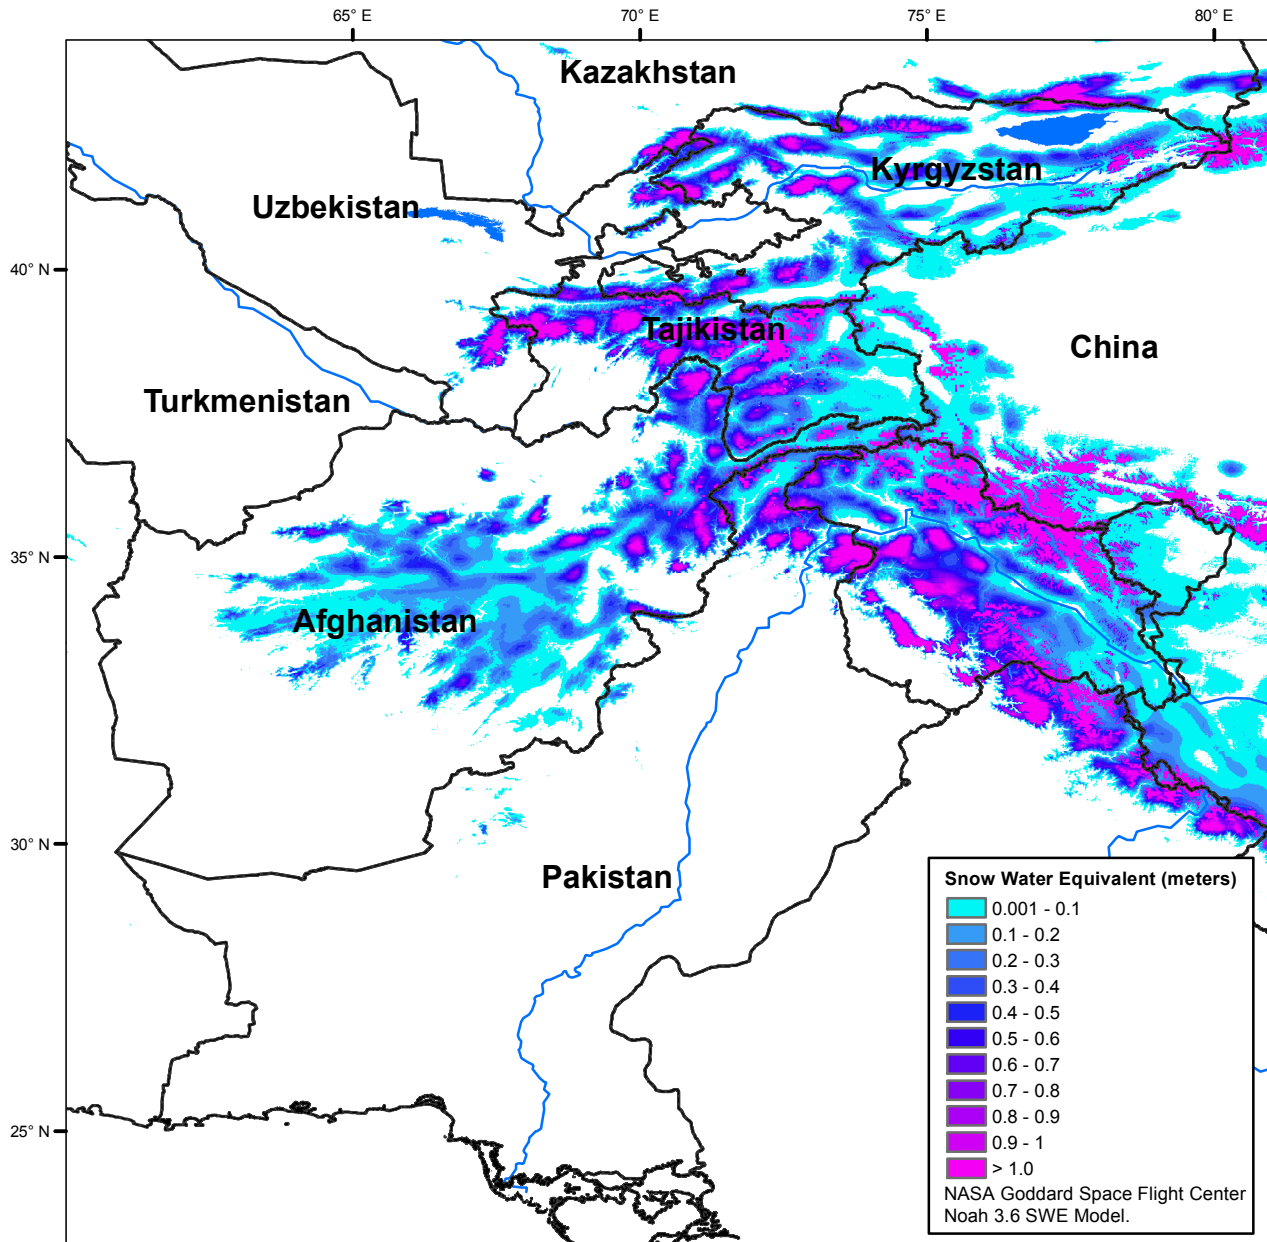 65° E
70° E
75° E
80° E
Kazakhstan
Kyrgyzstan
Uzbekistan
40° N
Tajikistan
China
Turkmenistan
35° N
Afghanistan
30° N
Pakistan
25° N
Snow Water Equivalent (meters)
0.001 - 0.1
0.1 - 0.2
0.2 - 0.3
0.3 - 0.4
0.4 - 0.5
0.5 - 0.6
0.6 - 0.7
0.7 - 0.8
0.8 - 0.9
0.9 - 1
> 1.0
NASA Goddard Space Flight Center
Noah 3.6 SWE Model.